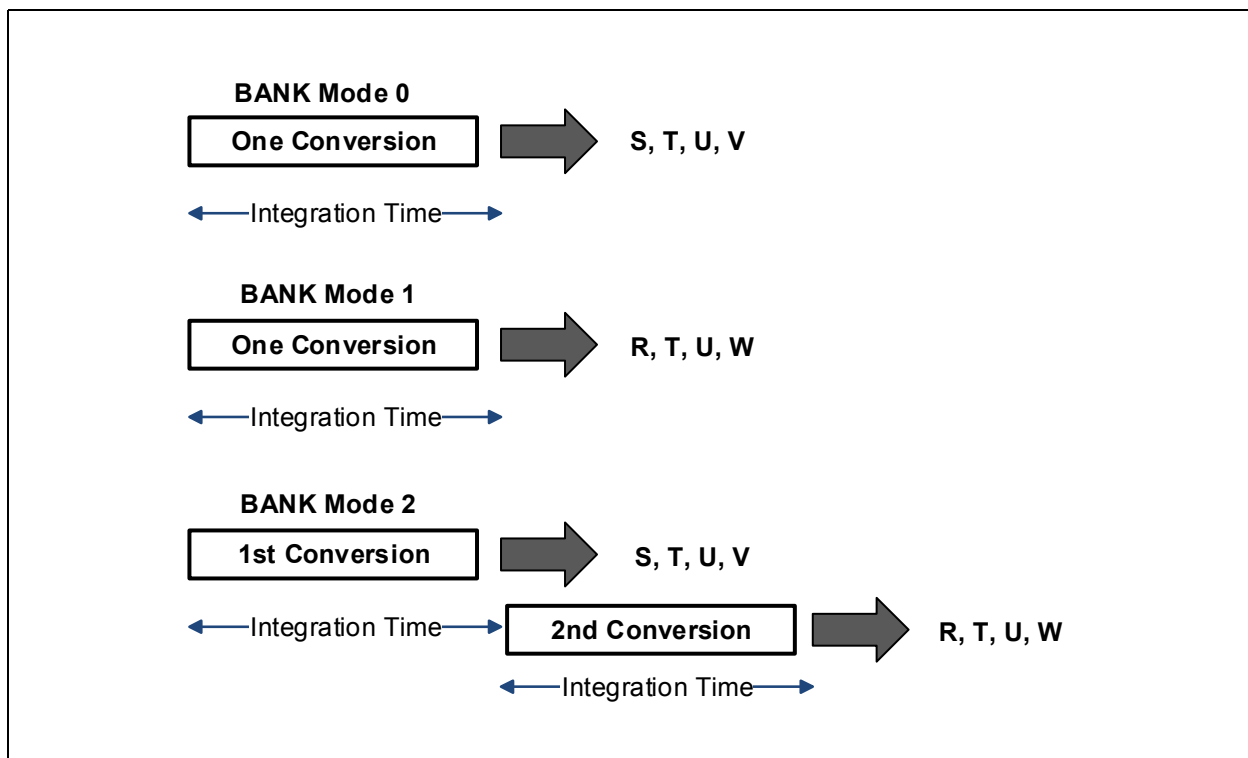 BANK Mode 0
One Conversion
S, T, U, V
Integration Time
BANK Mode 1
One Conversion
R, T, U, W
Integration Time
BANK Mode 2
1st Conversion
S, T, U, V
Integration Time
2nd Conversion
R, T, U, W
Integration Time